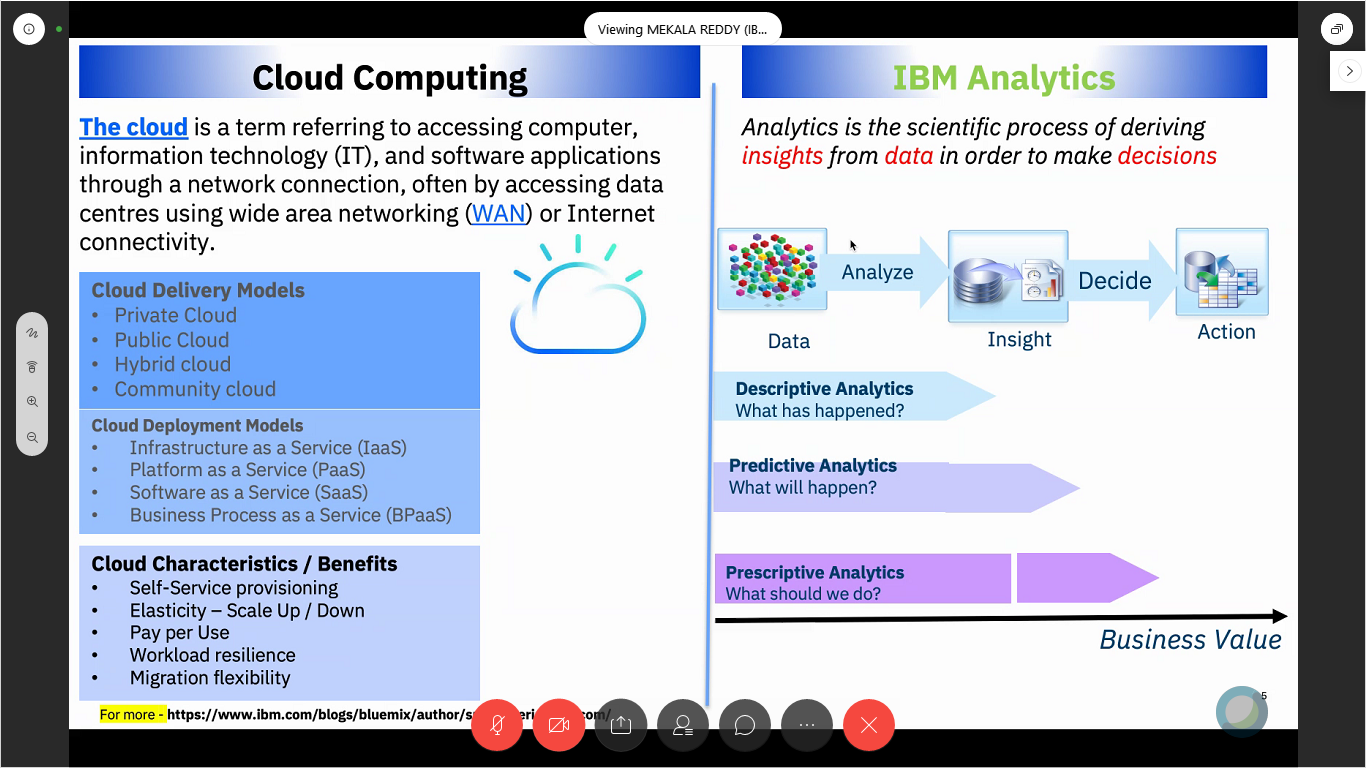 Viewing MEKALA REDDY (IB...
Cloud Computing
The cloud is a term referring to accessing computer,
information technology (IT), and software applications
through a network connection, often by accessing data
centres using wide area networking (WAN) or Internet
connectivity.
Cloud Delivery Models
• Private Cloud
• Public Cloud
• Hybrid cloud
• Community cloud
Cloud Deployment Models
• Infrastructure as a Service (IaaS)
• Platform as a Service (PaaS)
• Software as a Service (SaaS)
• Business Process as a Service (BPaaS)
Cloud Characteristics / Benefits
• Self-Service provisioning
• Elasticity – Scale Up / Down
• Pay per Use
• Workload resilience
• Migration flexibility
For more - https://www.ibm.com/blogs/bluemix/author/
IBM Analytics
Analytics is the scientific process of deriving
insights from data in order to make decisions
Analyze
Decide
Data
Insight
Action
Descriptive Analytics
What has happened?
Predictive Analytics
What will happen?
Prescriptive Analytics
What should we do?
Business Value
5